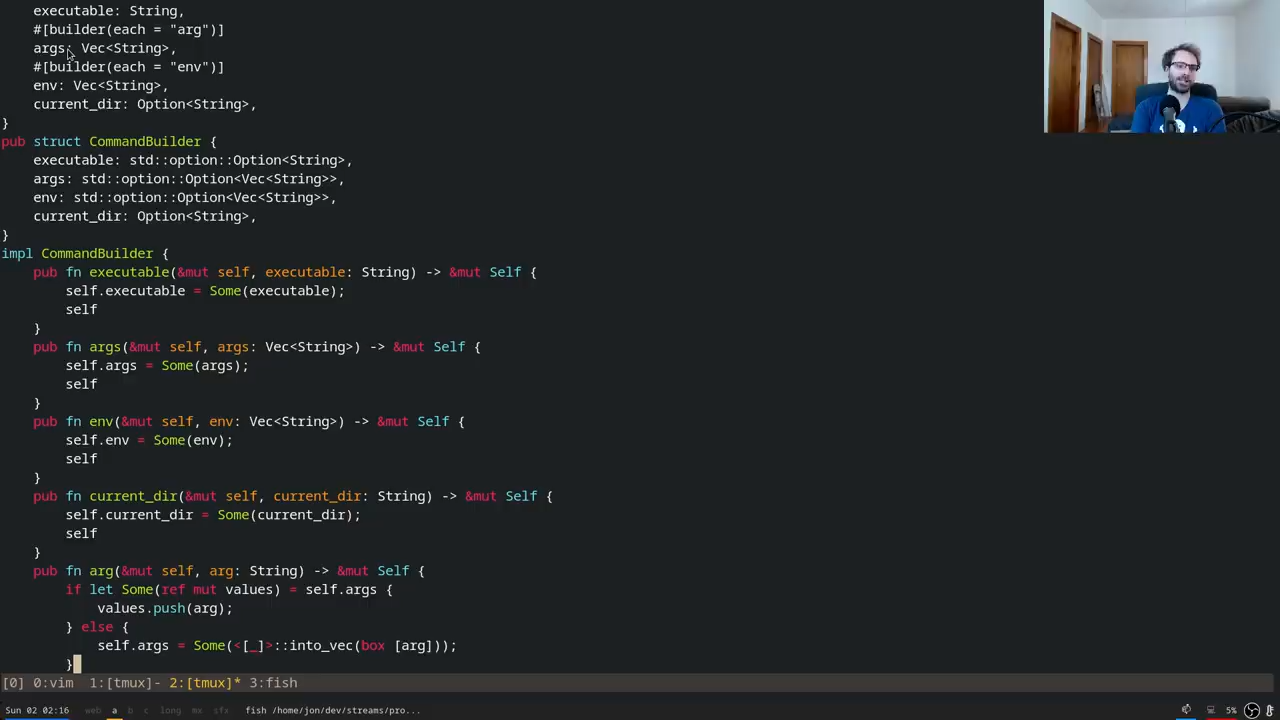 executable: String,
    #[builder(each = "arg")]
    args: Vec<String>,
    #[builder(each = "env")]
    env: Vec<String>,
    current_dir: Option<String>,
}
pub struct CommandBuilder {
    executable: std::option::Option<String>,
    args: std::option::Option<Vec<String>>,
    env: std::option::Option<Vec<String>>,
    current_dir: Option<String>,
}
impl CommandBuilder {
    pub fn executable(&mut self, executable: String) -> &mut Self {
        self.executable = Some(executable);
        self
    }
    pub fn args(&mut self, args: Vec<String>) -> &mut Self {
        self.args = Some(args);
        self
    }
    pub fn env(&mut self, env: Vec<String>) -> &mut Self {
        self.env = Some(env);
        self
    }
    pub fn current_dir(&mut self, current_dir: String) -> &mut Self {
        self.current_dir = Some(current_dir);
        self
    }
    pub fn arg(&mut self, arg: String) -> &mut Self {
        if let Some(ref mut values) = self.args {
            values.push(arg);
        } else {
            self.args = Some(<[_]>::into_vec(box [arg]));
        }
[0] 0:vim  1:[tmux]- 2:[tmux]* 3:fish
Sun 02 02:16 web a b c long mx sfx fish /home/jon/dev/streams/pro... 5%